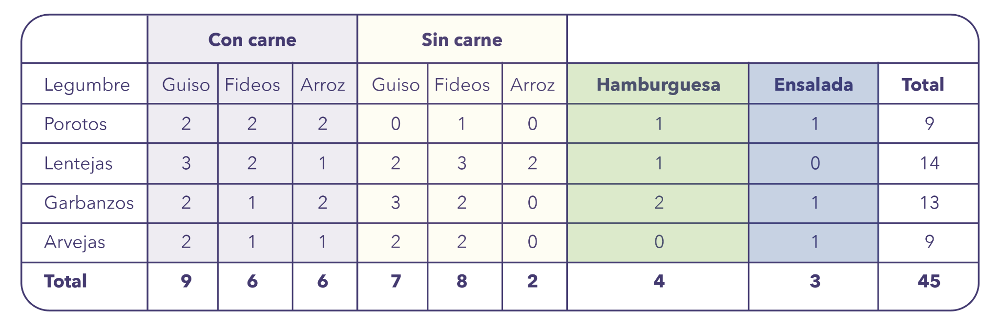 Con carne Sin carne
Legumbre Guiso Fideos Arroz Guiso Fideos Arroz Hamburguesa Ensalada Total
Porotos 2 2 2 0 1 0 1 1 9
Lentejas 3 2 1 2 3 2 1 0 14
Garbanzos 2 1 2 3 2 0 2 1 13
Arvejas 2 1 1 2 2 0 0 1 9
Total 9 6 6 7 8 2 4 3 45